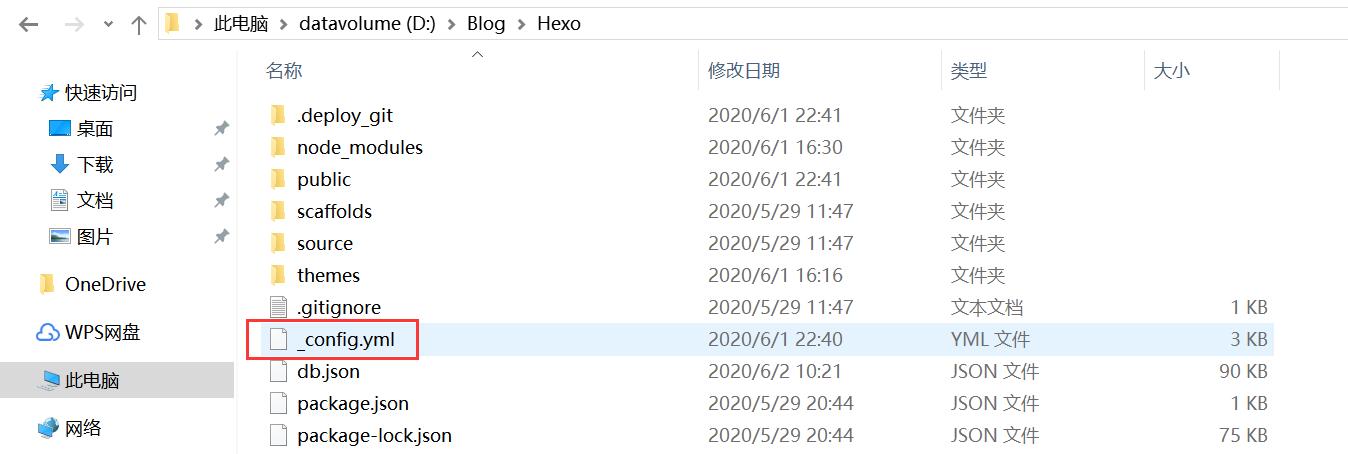 此电脑 datavolume (D:) Blog Hexo
名称 修改日期 类型 大小
快速访问
桌面
下载
文档
图片
OneDrive
WPS网盘
此电脑
网络
.deploy_git 2020/6/1 22:41 文件夹
node_modules 2020/6/1 16:30 文件夹
public 2020/6/1 22:41 文件夹
scaffolds 2020/5/29 11:47 文件夹
source 2020/5/29 11:47 文件夹
themes 2020/6/1 16:16 文件夹
.gitignore 2020/5/29 11:47 文本文档 1 KB
_config.yml 2020/6/1 22:40 YML 文件 3 KB
db.json 2020/6/2 10:21 JSON 文件 90 KB
package.json 2020/5/29 20:44 JSON 文件 1 KB
package-lock.json 2020/5/29 20:44 JSON 文件 75 KB